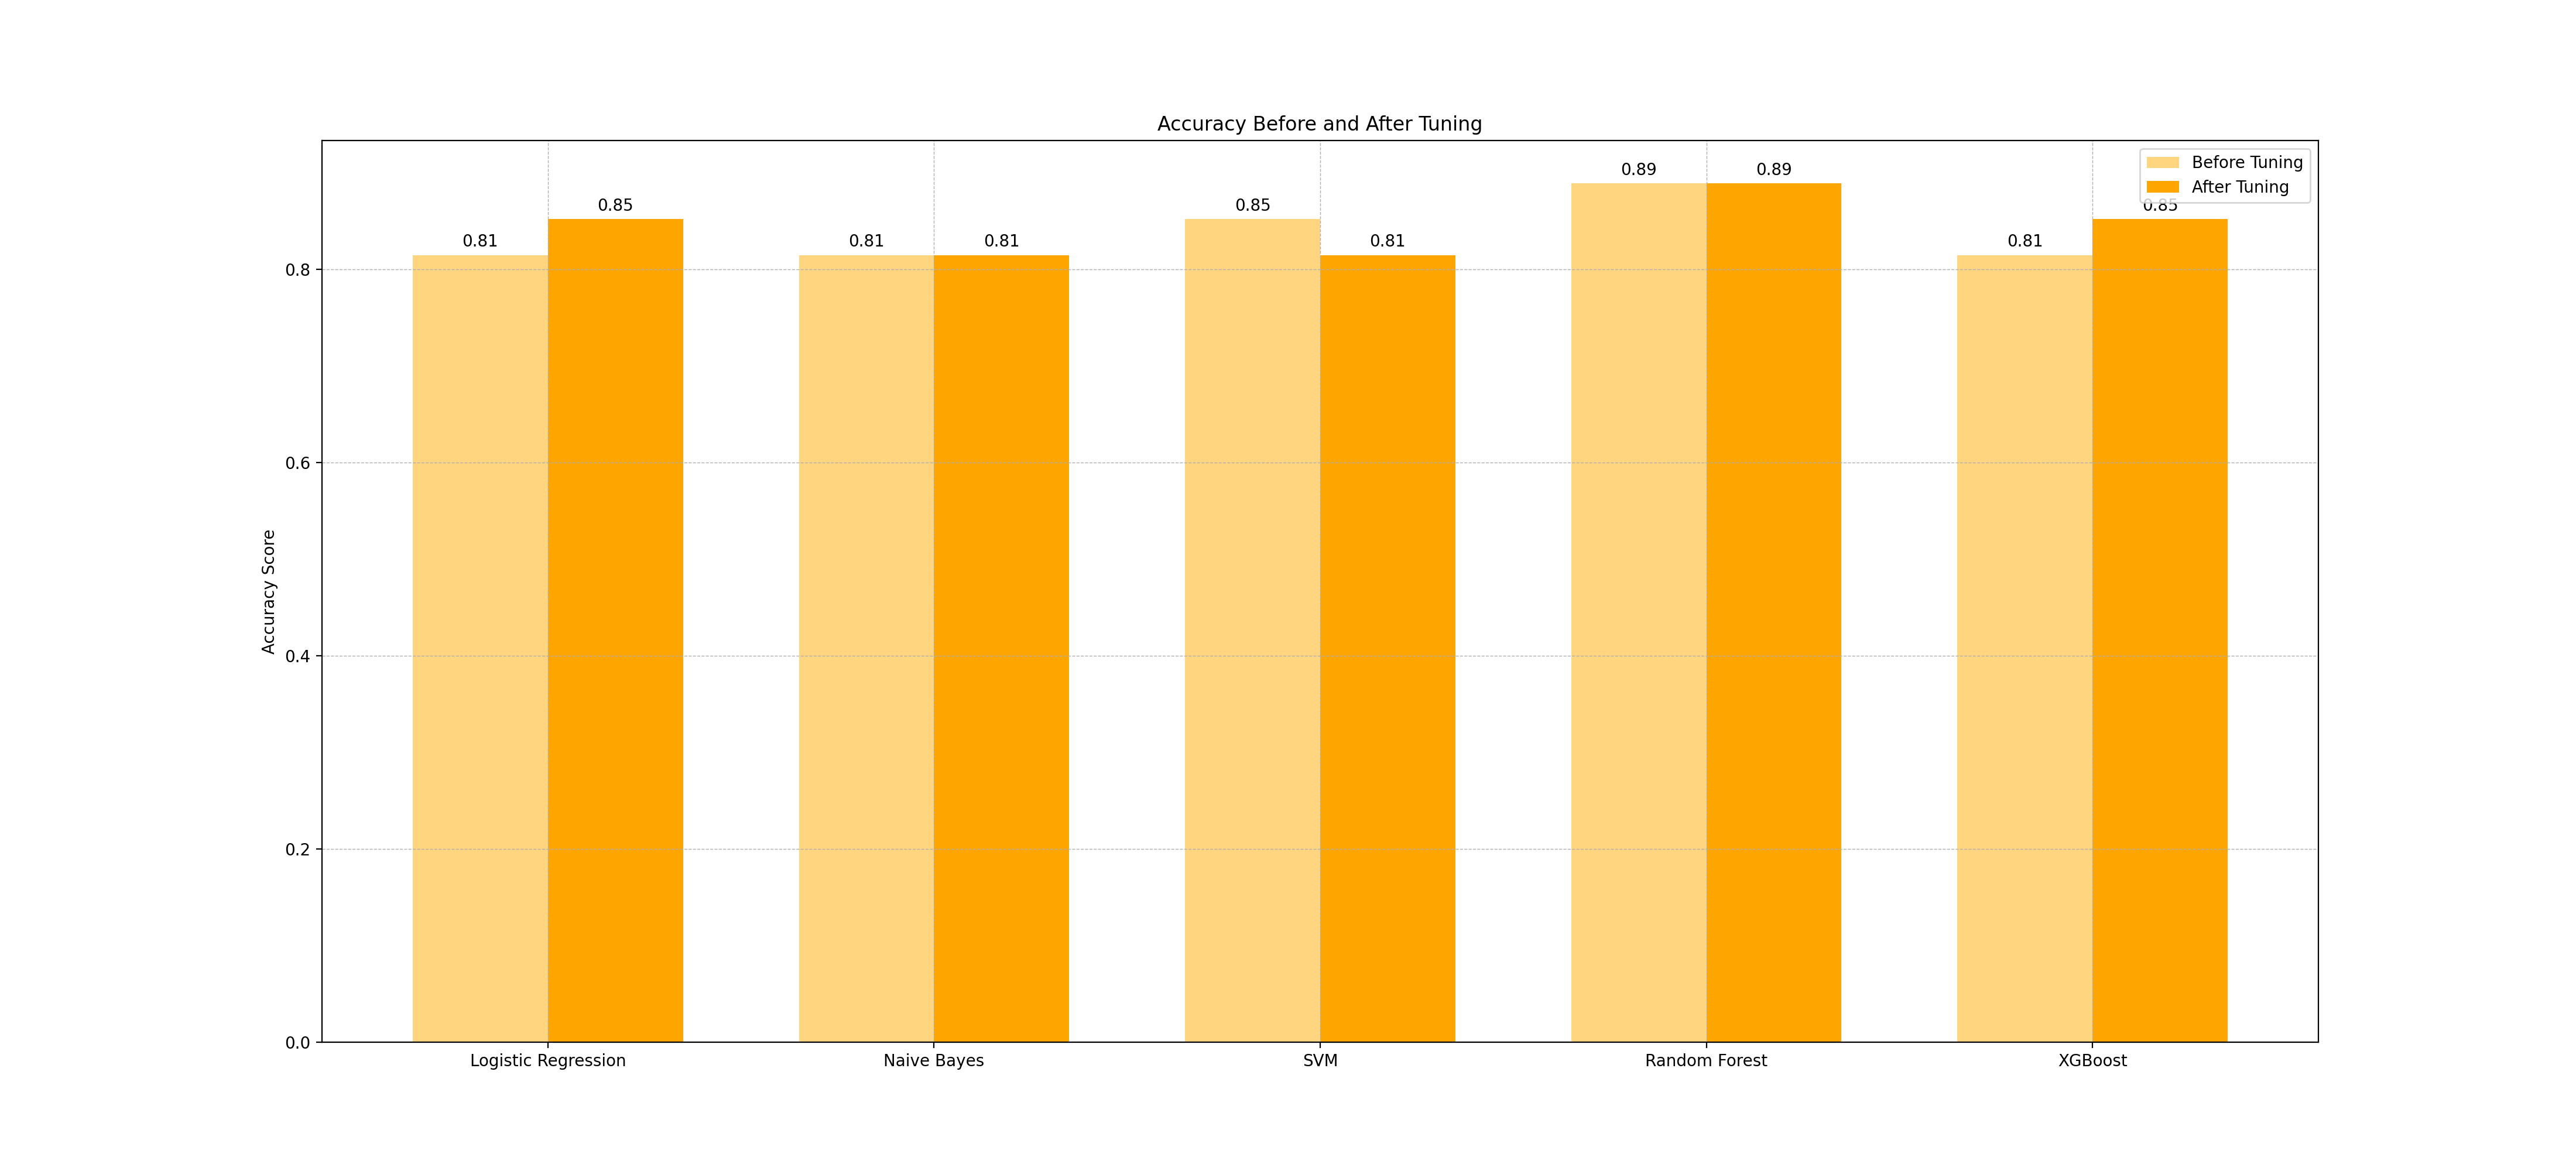 Accuracy Before and After Tuning
Before Tuning
After Tuning
0.81
0.85
0.81
0.81
0.85
0.81
0.89
0.89
0.81
0.85
Accuracy Score
0.8
0.6
0.4
0.2
0.0
Logistic Regression
Naive Bayes
SVM
Random Forest
XGBoost